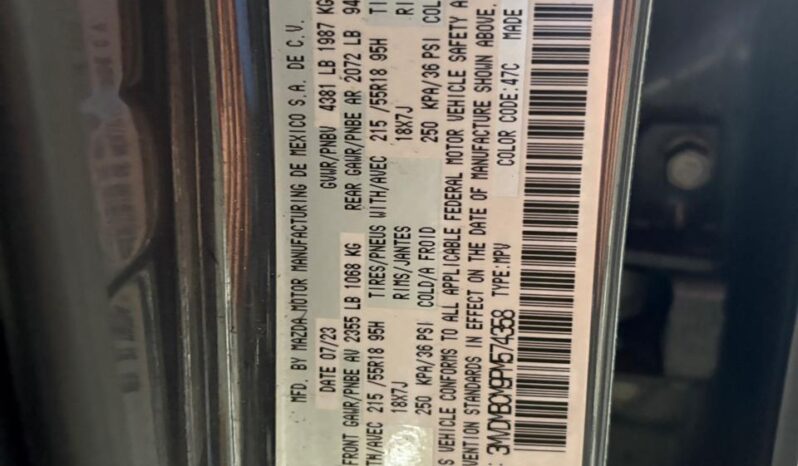 MFD. BY MAZDA MOTOR MANUFACTURING DE MEXICO S.A. DE C.V.
DATE 07/23 GVWR/PNBV 4381 LB 1987 KG
FRONT GAWR/PNBE AV 2355 LB 1068 KG REAR GAWR/PNBE AR 2072 LB 94
TH/AVEC 215 /55R18 95H TIRES/PNEUS WITH/AVEC 215 /55R18 95H TI
18X7J RIMS/JANTES 18X7J RI
250 KPA/36 PSI COLD/A FROID 250 KPA/36 PSI COL
S VEHICLE CONFORMS TO ALL APPLICABLE FEDERAL MOTOR VEHICLE SAFETY A
VENTION STANDARDS IN EFFECT ON THE DATE OF MANUFACTURE SHOWN ABOVE.
: 3MVDMBCXY9PM574358 TYPE:MPV COLOR CODE:47C MADE